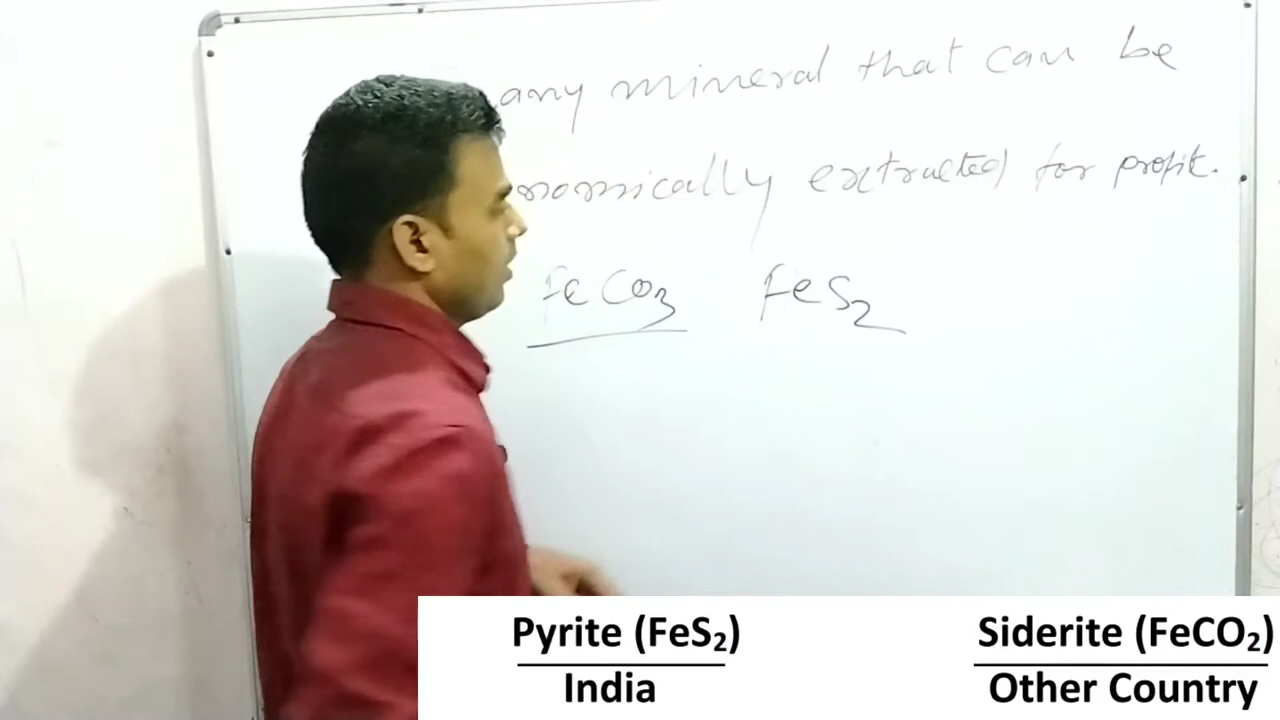 any mineral that can be
nomically extracted for profit.
FeCO3 FeS2
Pyrite (FeS₂) Siderite (FeCO₂)
India Other Country